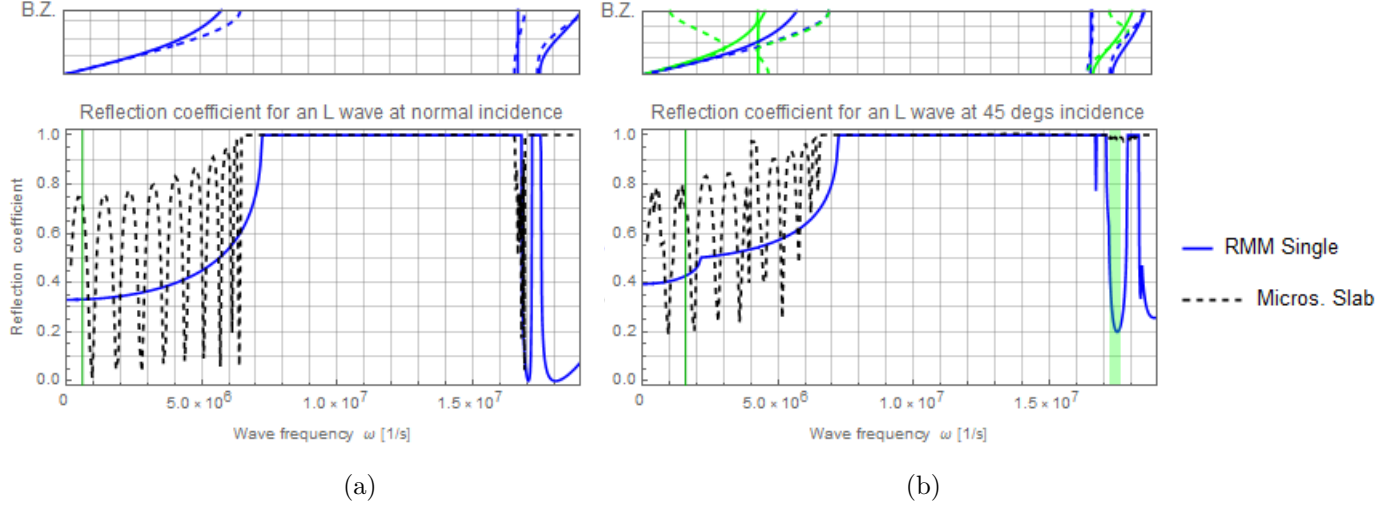 B.Z.
B.Z.
Reflection coefficient for an L wave at normal incidence
Reflection coefficient for an L wave at 45 degs incidence
Reflection coefficient
1.0
0.8
0.6
0.4
0.2
0.0
1.0
0.8
0.6
0.4
0.2
0.0
0
5.0 × 10⁶
1.0 × 10⁷
1.5 × 10⁷
0
5.0 × 10⁶
1.0 × 10⁷
1.5 × 10⁷
Wave frequency ω [1/s]
Wave frequency ω [1/s]
RMM Single
Micros. Slab
(a)
(b)